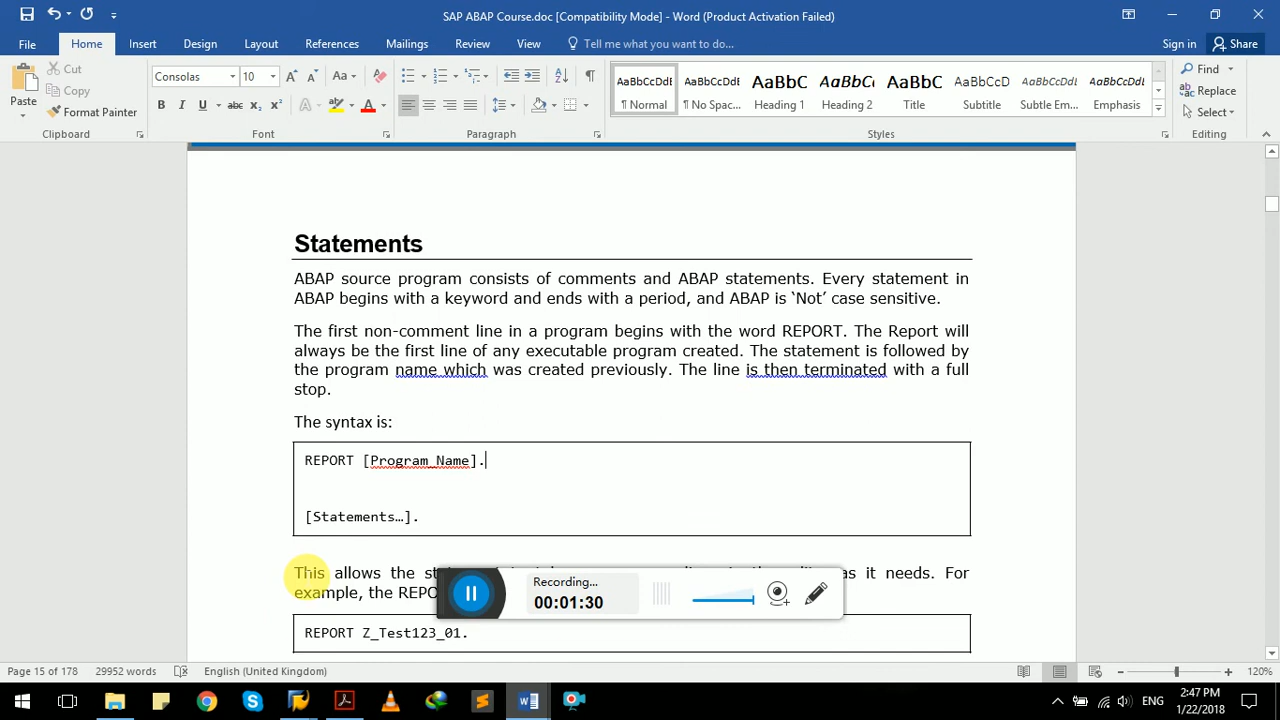 SAP ABAP Course.doc [Compatibility Mode] - Word (Product Activation Failed)
File Home Insert Design Layout References Mailings Review View Tell me what you want to do... Sign in Share
Paste Cut Copy Format Painter
Clipboard
Consolas 10
Font
Paragraph
AaBbCcDdE ¶ Normal
AaBbCcDdE ¶ No Spac...
AaBbC Heading 1
AaBbC Heading 2
AaBbC Title
AaBbCcD Subtitle
AaBbCcDd Subtle Em...
AaBbCcDdE Emphasis
Styles
Find
Replace
Select
Editing
Statements
ABAP source program consists of comments and ABAP statements. Every statement in
ABAP begins with a keyword and ends with a period, and ABAP is ‘Not’ case sensitive.
The first non-comment line in a program begins with the word REPORT. The Report will
always be the first line of any executable program created. The statement is followed by
the program name which was created previously. The line is then terminated with a full
stop.
The syntax is:
REPORT [Program_Name].
[Statements…].
This allows the as it needs. For
example, the
REPORT Z_Test123_01.
Recording...
00:01:30
Page 15 of 178 29952 words English (United Kingdom) 120%
ENG 2:47 PM
1/22/2018